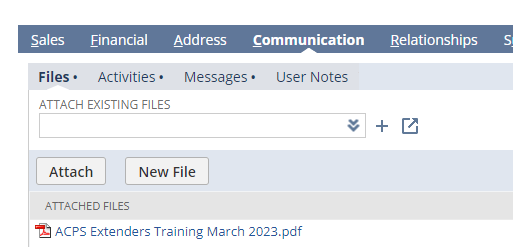 Sales Financial Address Communication Relationships
Files • Activities • Messages • User Notes
ATTACH EXISTING FILES
Attach New File
ATTACHED FILES
ACPS Extenders Training March 2023.pdf